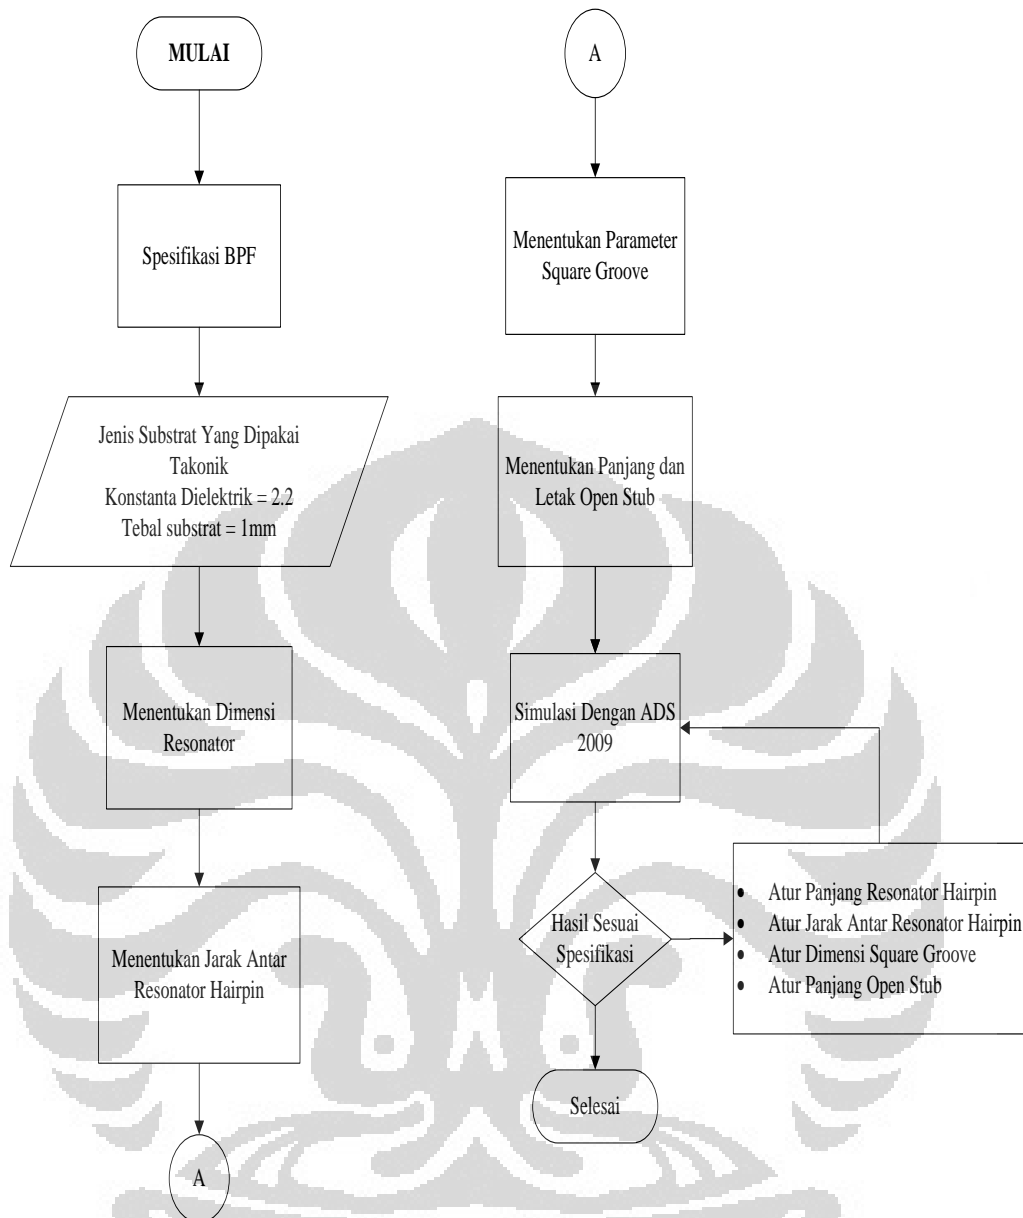 MULAI
Spesifikasi BPF
Jenis Substrat Yang Dipakai
Takonik
Konstanta Dielektrik = 2.2
Tebal substrat = 1mm
Menentukan Dimensi
Resonator
Menentukan Jarak Antar
Resonator Hairpin
A
A
Menentukan Parameter
Square Groove
Menentukan Panjang dan
Letak Open Stub
Simulasi Dengan ADS
2009
Hasil Sesuai
Spesifikasi
• Atur Panjang Resonator Hairpin
• Atur Jarak Antar Resonator Hairpin
• Atur Dimensi Square Groove
• Atur Panjang Open Stub
Selesai